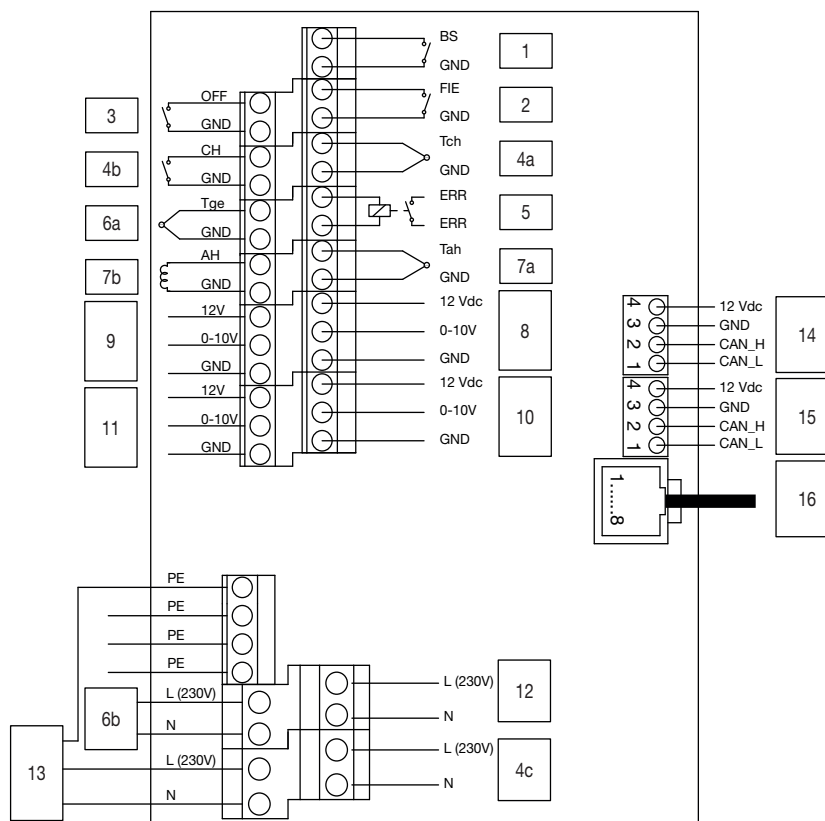 BS
1
GND
FIE
2
GND
OFF
3
GND
Tch
4a
GND
CH
4b
GND
ERR
5
ERR
Tge
6a
GND
Tah
7a
GND
AH
7b
GND
12 Vdc
0-10V
8
GND
12V
0-10V
9
GND
12 Vdc
0-10V
10
GND
12V
0-10V
11
GND
4 12 Vdc
3 GND
2 CAN_H
1 CAN_L
14
4 12 Vdc
3 GND
2 CAN_H
1 CAN_L
15
1......8
16
PE
PE
PE
PE
L (230V)
6b
N
L (230V)
13
N
L (230V)
12
N
L (230V)
4c
N